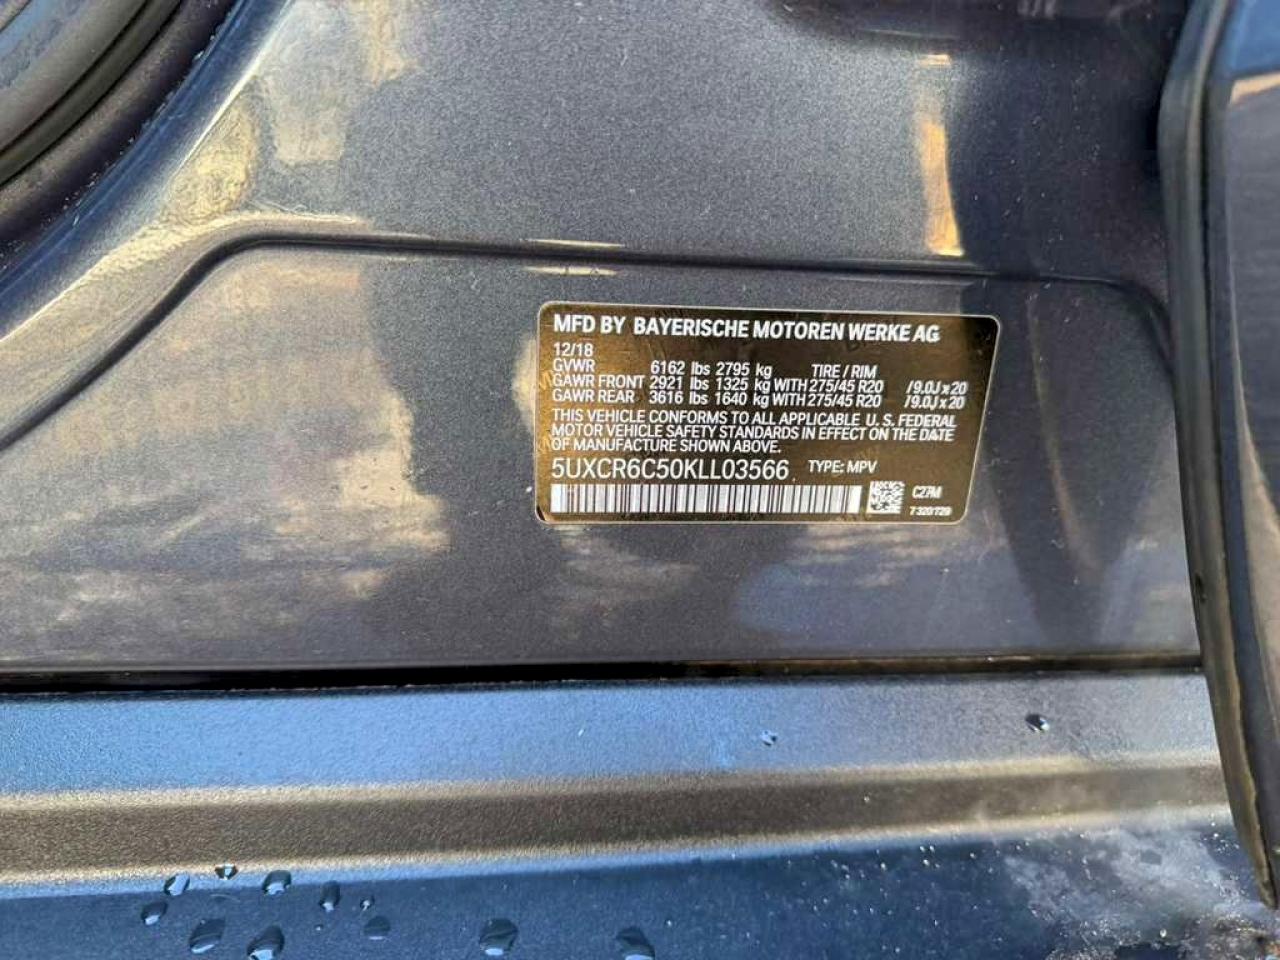 MFD BY BAYERISCHE MOTOREN WERKE AG
12/18
GVWR 6162 lbs 2795 kg TIRE / RIM
GAWR FRONT 2921 lbs 1325 kg WITH 275/45 R20 /9.0J x 20
GAWR REAR 3616 lbs 1640 kg WITH 275/45 R20 /9.0J x 20
THIS VEHICLE CONFORMS TO ALL APPLICABLE U.S. FEDERAL
MOTOR VEHICLE SAFETY STANDARDS IN EFFECT ON THE DATE
OF MANUFACTURE SHOWN ABOVE.
5UXCR6C50KLL03566 TYPE: MPV
C27M
7 320729